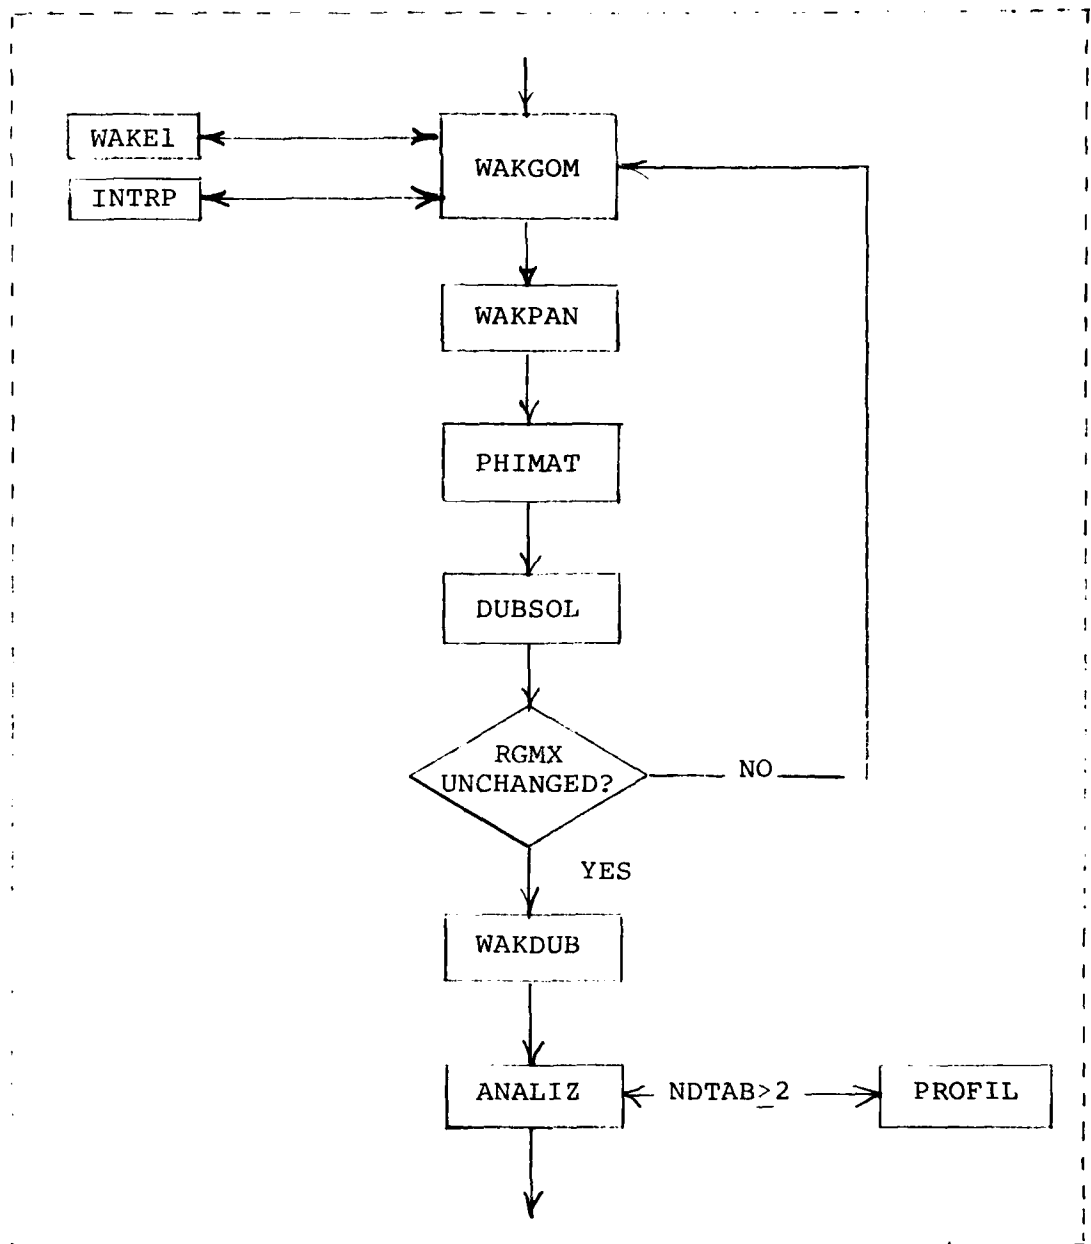 WAKE1
WAKGOM
INTRP
WAKPAN
PHIMAT
DUBSOL
RGMX
UNCHANGED?
NO
YES
WAKDUB
ANALIZ
NDTAB≥2
PROFIL